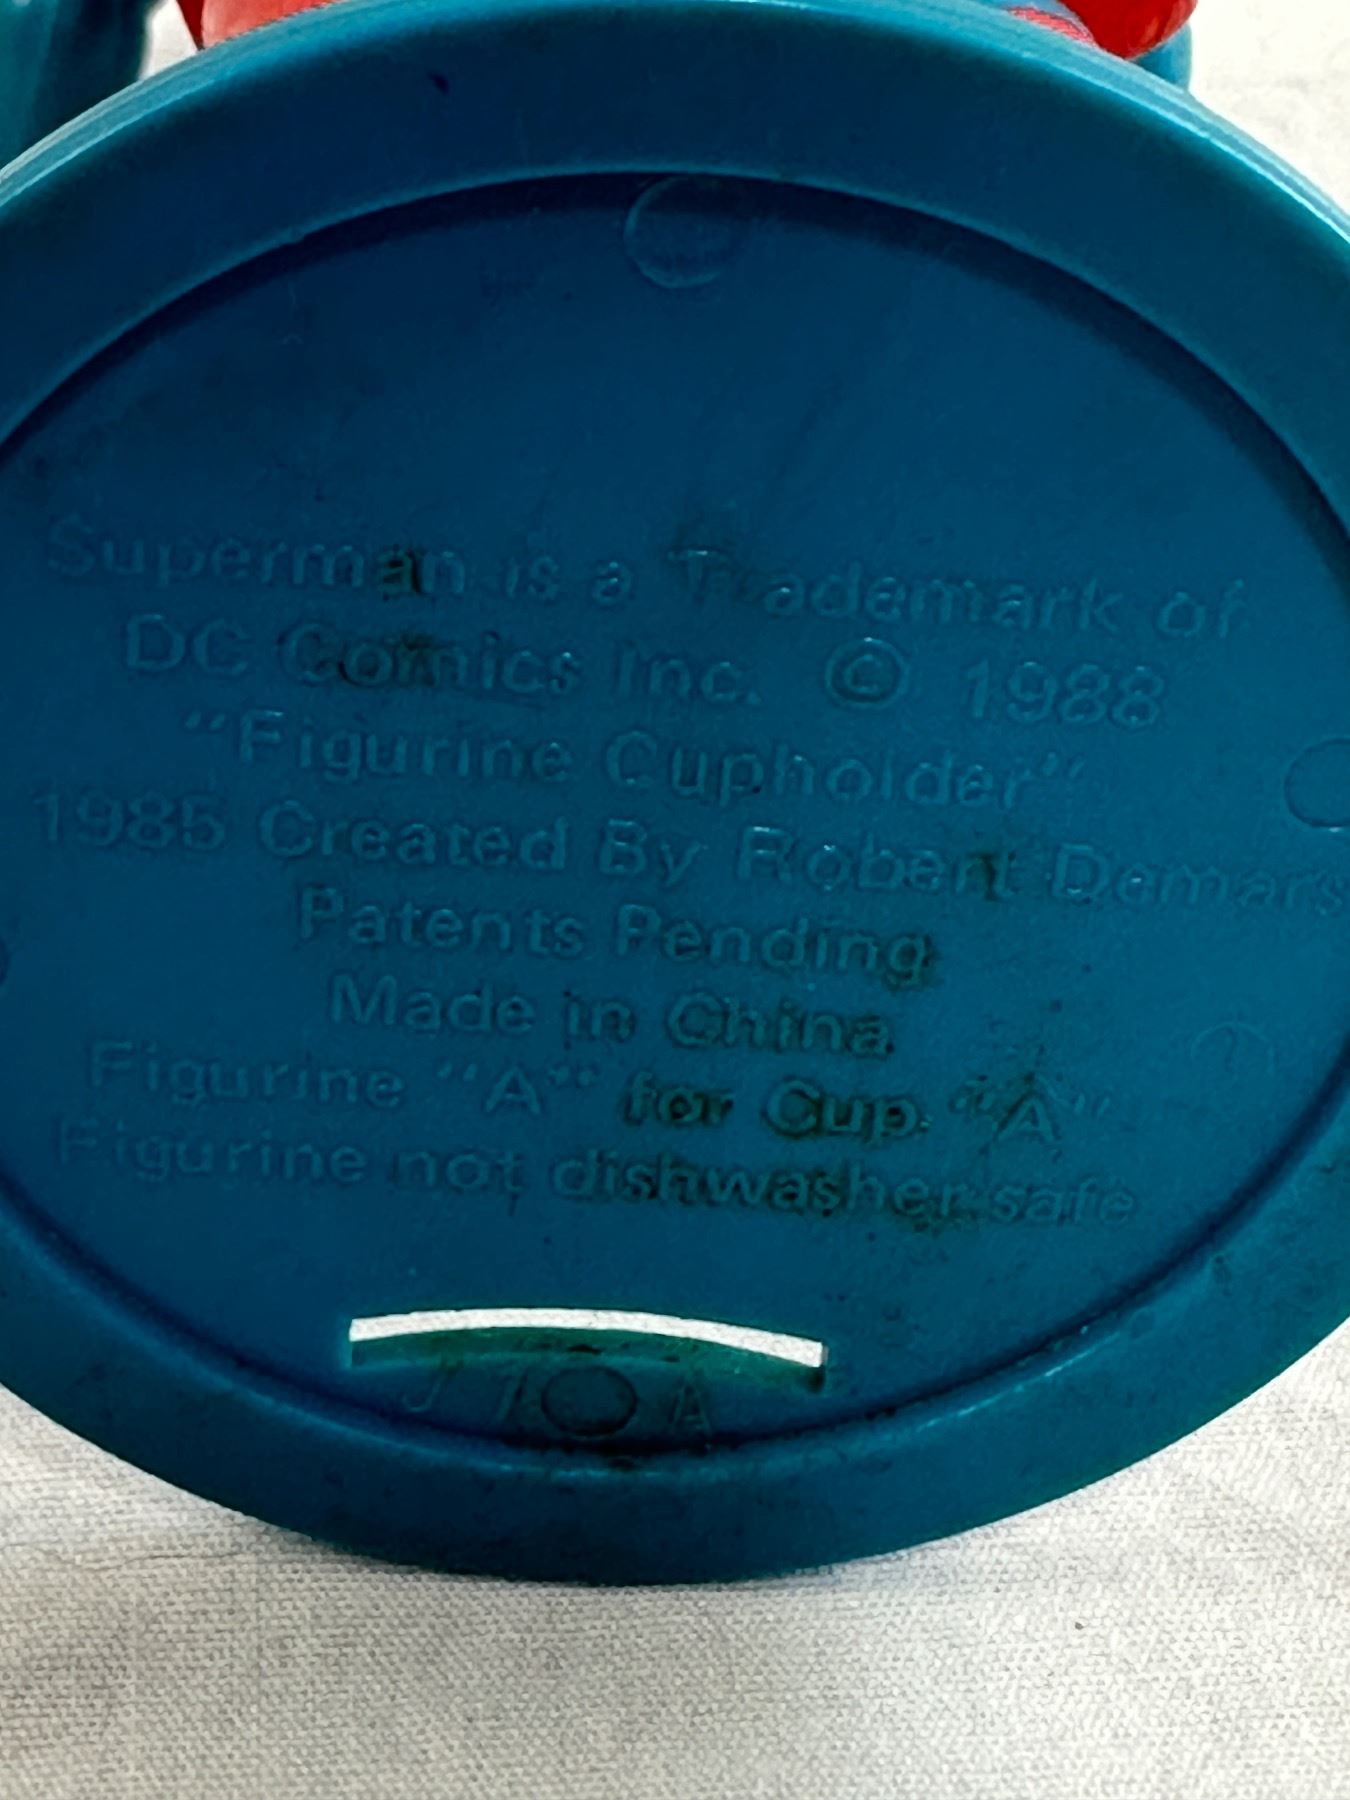 Superman is a Trademark of
DC Comics Inc. © 1988
"Figurine Cupholder"
1985 Created By Robert Demars
Patents Pending
Made in China
Figurine "A" for Cup "A"
Figurine not dishwasher safe
J 1 A